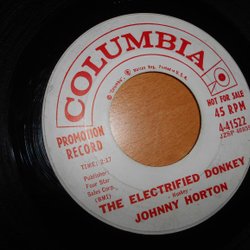 COLUMBIA
PROMOTION
RECORD
NOT FOR SALE
45 RPM
4-41522
TIME: 2:17
Publisher:
Four Star
Sales Corp.
(BMI)
THE ELECTRIFIED DONKEY
JOHNNY HORTON